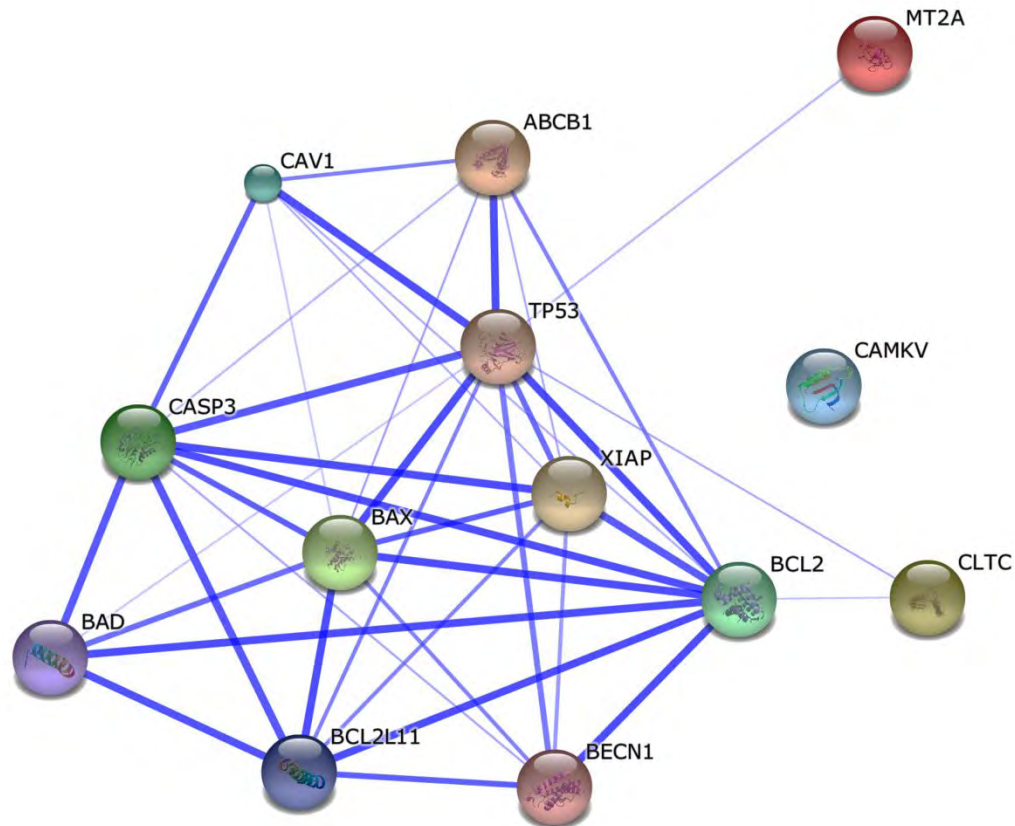 MT2A
ABCB1
CAV1
TP53
CAMKV
CASP3
XIAP
BAX
BCL2
CLTC
BAD
BCL2L11
BECN1